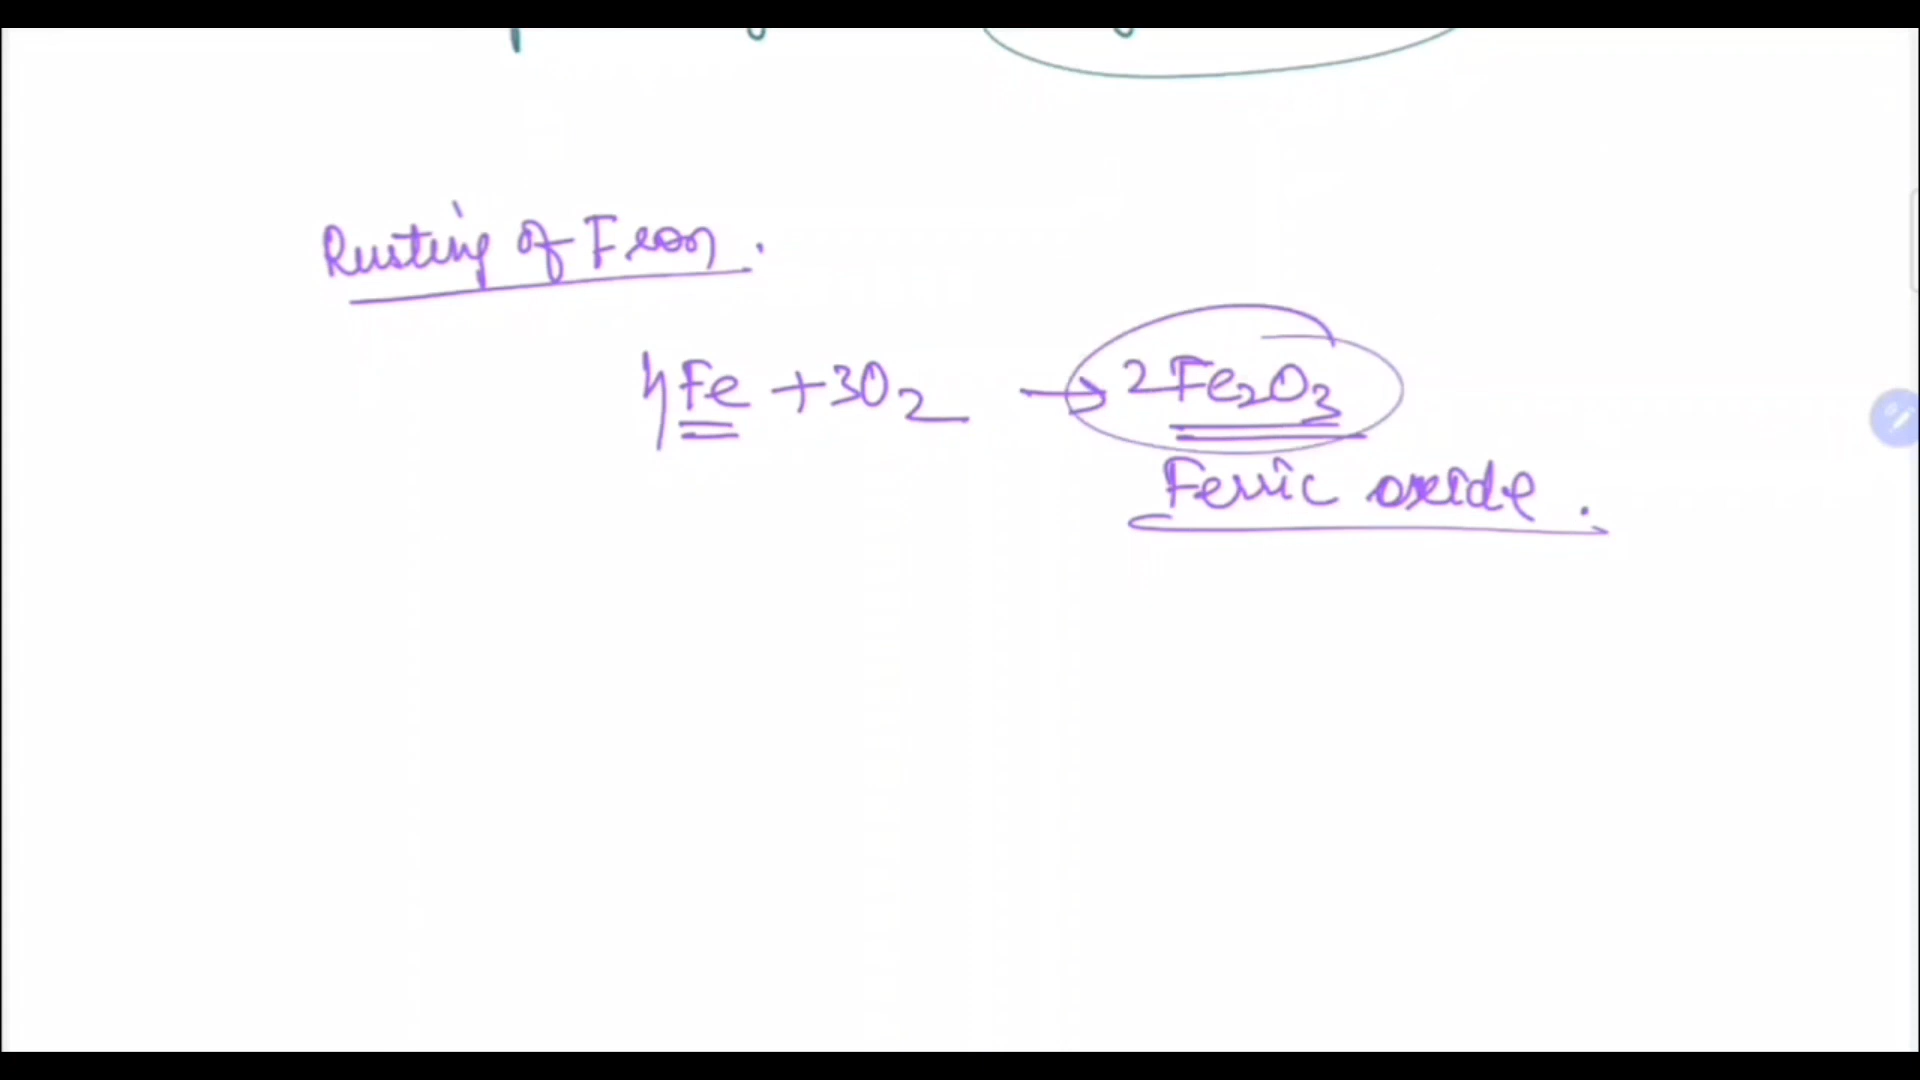 Rusting of Iron.
4Fe + 3O₂ → 2Fe₂O₃
Ferric oxide.